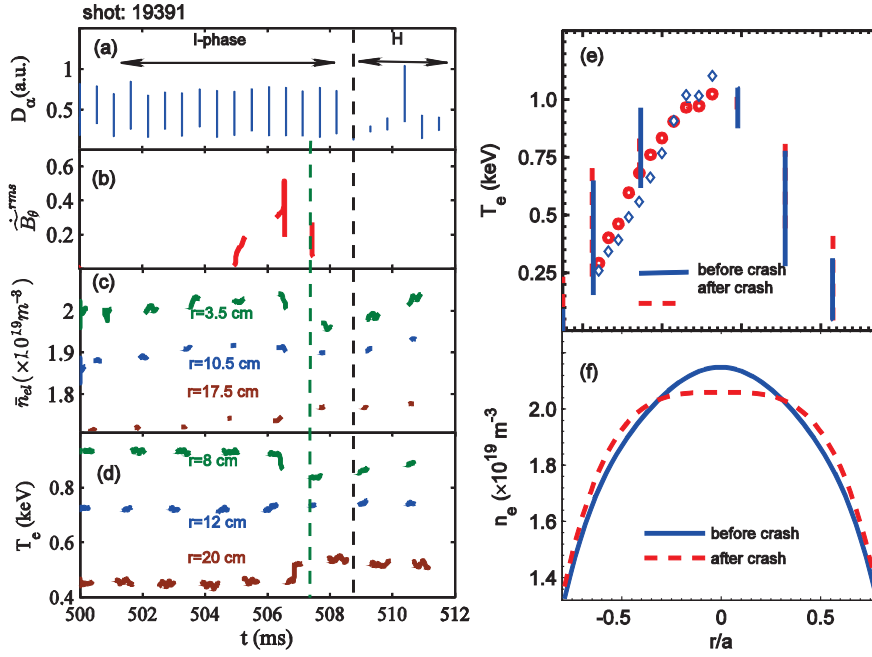 shot: 19391
(a)
I-phase
H
D_α(a.u.)
1
0.5
(b)
B̃_θ^rms
0.6
0.4
0.2
(c)
n̄_el(×10^19 m^-8)
2
1.9
1.8
r=3.5 cm
r=10.5 cm
r=17.5 cm
(d)
T_e (keV)
0.8
0.6
0.4
r=8 cm
r=12 cm
r=20 cm
500
502
504
506
508
510
512
t (ms)
(e)
T_e (keV)
1.0
0.75
0.5
0.25
before crash
after crash
(f)
n_e (×10^19 m^-3)
2.0
1.8
1.6
1.4
before crash
after crash
-0.5
0
0.5
r/a